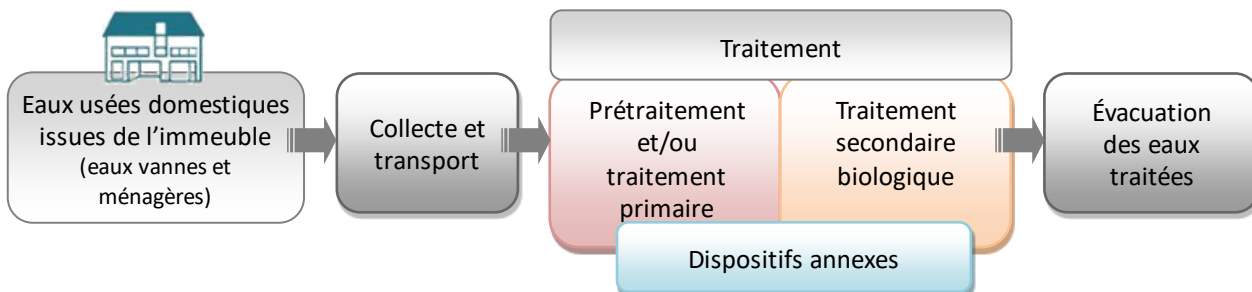 Eaux usées domestiques
issues de l’immeuble
(eaux vannes et
ménagères)
Collecte et
transport
Traitement
Prétraitement
et/ou
traitement
primaire
Traitement
secondaire
biologique
Dispositifs annexes
Évacuation
des eaux
traitées